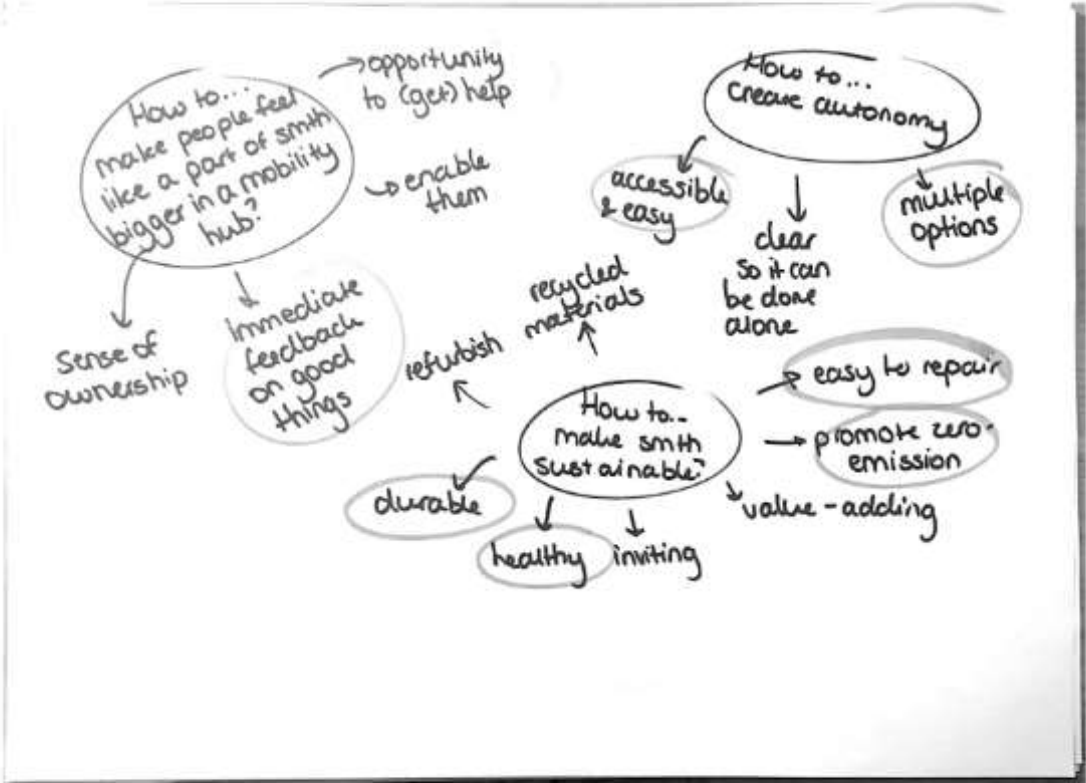 How to...
make people feel
like a part of smth
bigger in a mobility
hub?
opportunity
to (get) help
enable
them
immediate
feedback
on good
things
Sense of
ownership
How to...
create autonomy
accessible
& easy
clear
so it can
be done
alone
multiple
options
How to...
make smth
sustainable?
refurbish
recycled
materials
easy to repair
promote zero-
emission
value-adding
inviting
healthy
durable